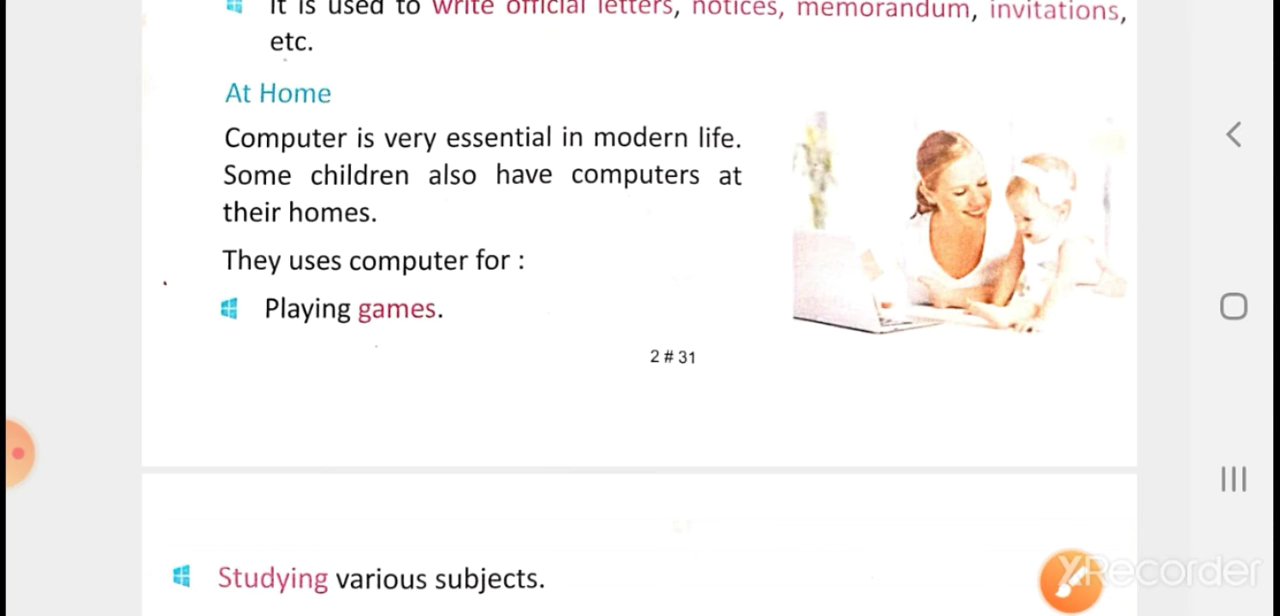 It is used to write official letters, notices, memorandum, invitations,
etc.
At Home
Computer is very essential in modern life.
Some children also have computers at
their homes.
They uses computer for :
Playing games.
2 # 31
Studying various subjects.
XRecorder